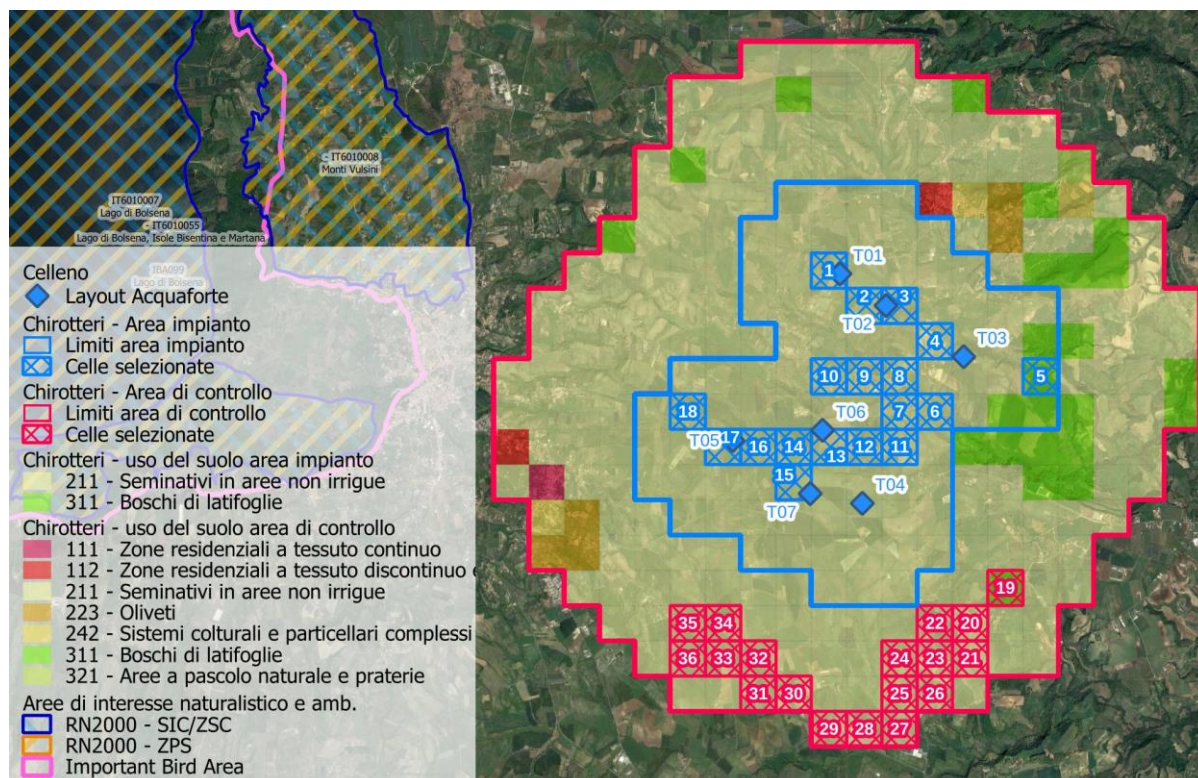 - IT6010008
Monti Vulsini
IT6010007
Lago di Bolsena
- IT6010055
Lago di Bolsena, Isole Bisentina e Martana
IBA099
Lago di Bolsena
Celleno
Layout Acquaforte
Chirotteri - Area impianto
Limiti area impianto
Celle selezionate
Chirotteri - Area di controllo
Limiti area di controllo
Celle selezionate
Chirotteri - uso del suolo area impianto
211 - Seminativi in aree non irrigue
311 - Boschi di latifoglie
Chirotteri - uso del suolo area di controllo
111 - Zone residenziali a tessuto continuo
112 - Zone residenziali a tessuto discontinuo e
211 - Seminativi in aree non irrigue
223 - Oliveti
242 - Sistemi colturali e particellari complessi
311 - Boschi di latifoglie
321 - Aree a pascolo naturale e praterie
Aree di interesse naturalistico e amb.
RN2000 - SIC/ZSC
RN2000 - ZPS
Important Bird Area
T01
1
2 3
T02
4 T03
10 9 8 5
18 T06 7 6
T05 17 16 14 13 12 11
15
T07 T04
19
35 34 22 20
36 33 32 24 23 21
31 30 25 26
29 28 27